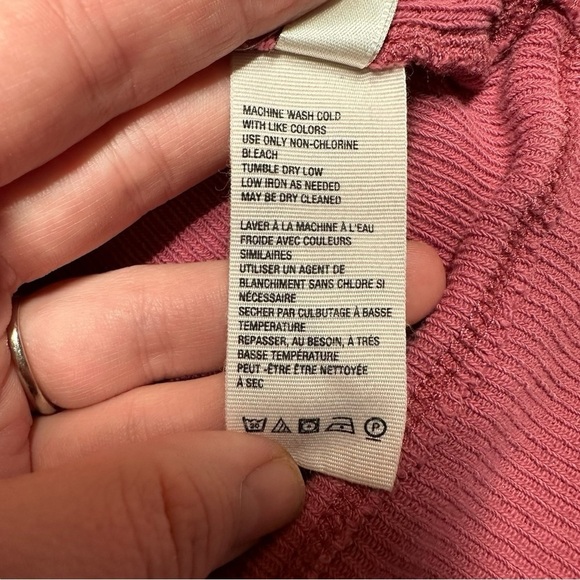 MACHINE WASH COLD
WITH LIKE COLORS
USE ONLY NON-CHLORINE
BLEACH
TUMBLE DRY LOW
LOW IRON AS NEEDED
MAY BE DRY CLEANED
LAVER À LA MACHINE À L'EAU
FROIDE AVEC COULEURS
SIMILAIRES
UTILISER UN AGENT DE
BLANCHIMENT SANS CHLORE SI
NÉCESSAIRE
SECHER PAR CULBUTAGE À BASSE
TEMPERATURE
REPASSER, AU BESOIN, À TRÉS
BASSE TEMPÉRATURE
PEUT -ÊTRE ÊTRE NETTOYÉE
À SEC
30 P